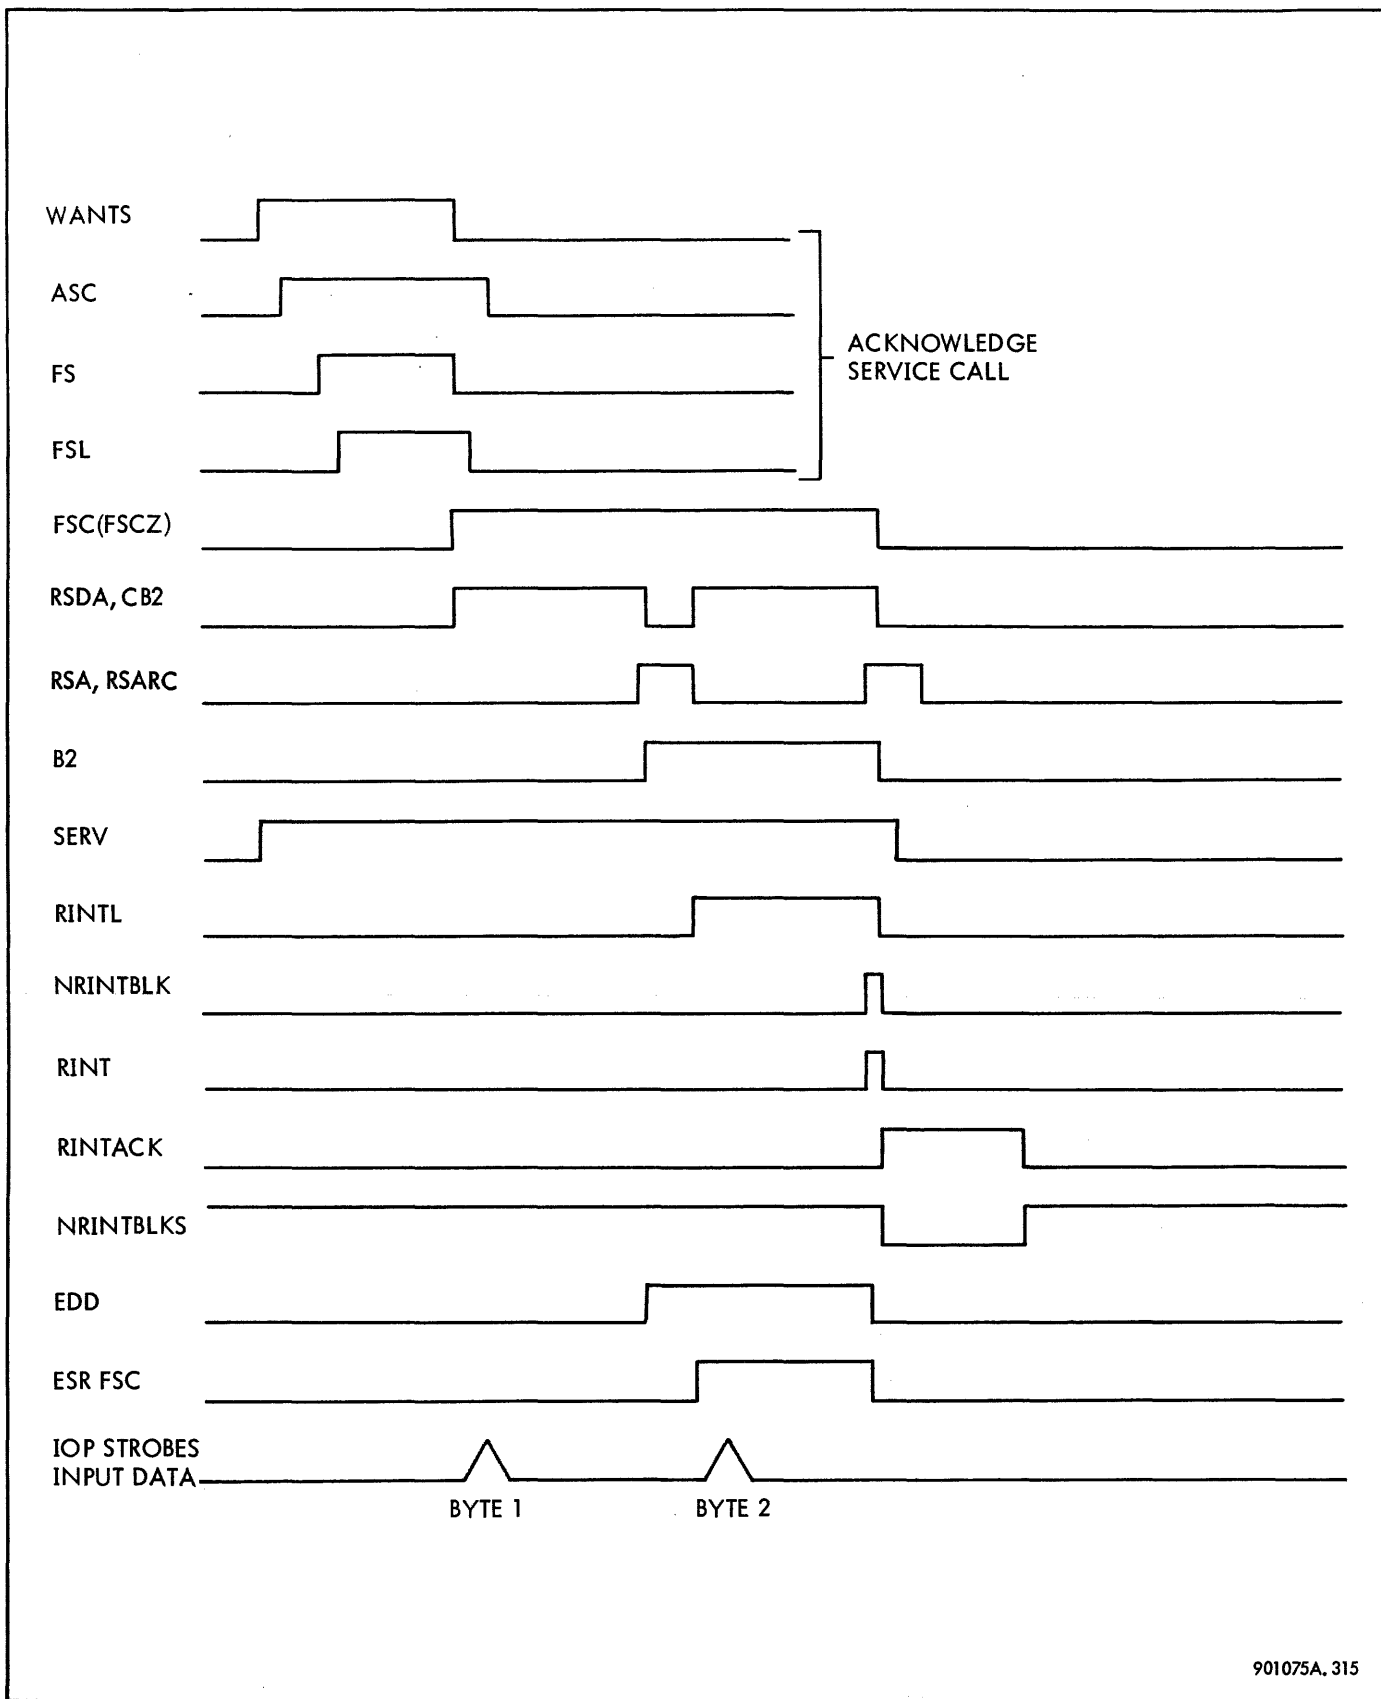 WANTS
ASC
FS
FSL
ACKNOWLEDGE
SERVICE CALL
FSC(FSCZ)
RSDA, CB2
RSA, RSARC
B2
SERV
RINTL
NRINTBLK
RINT
RINTACK
NRINTBLKS
EDD
ESR FSC
IOP STROBES
INPUT DATA
BYTE 1
BYTE 2
901075A. 315